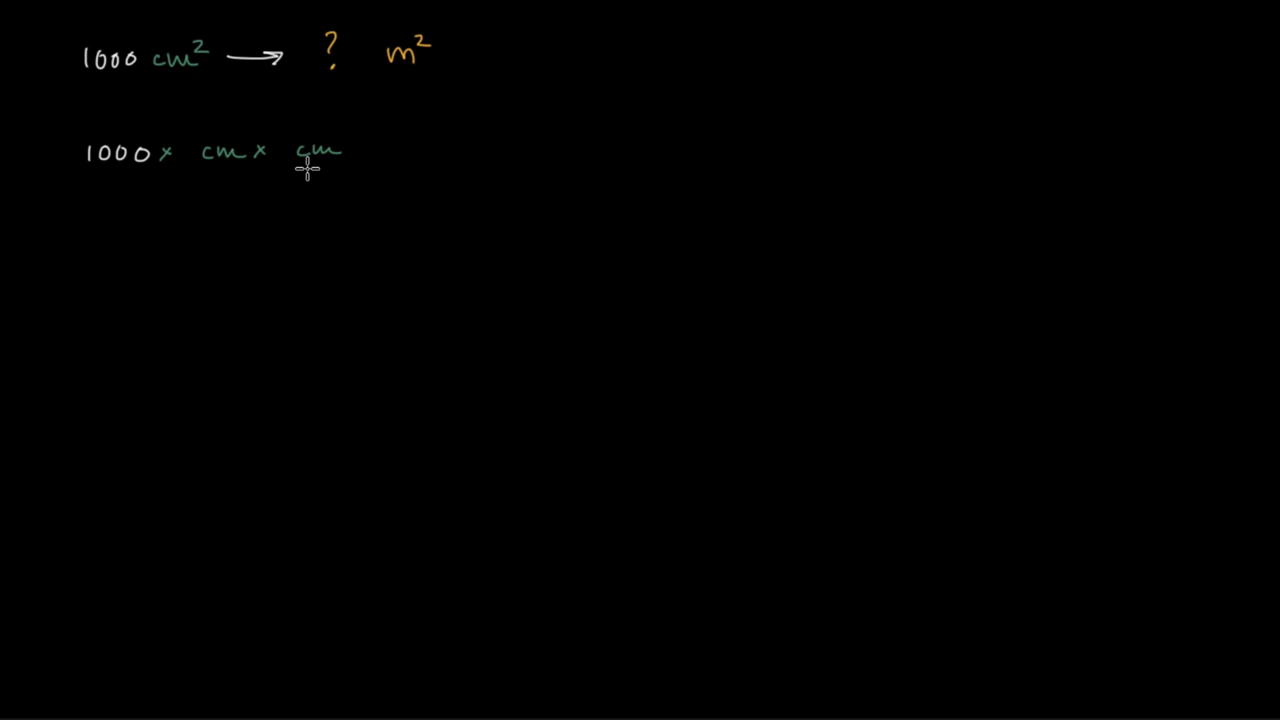 1000 cm² → ? m²
1000 × cm × cm